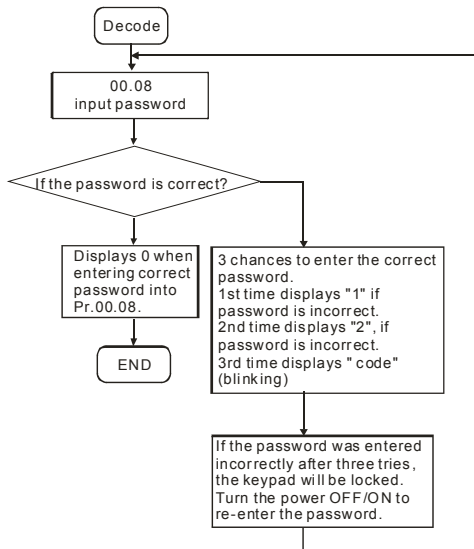 Decode
00.08
input password
If the password is correct?
Displays 0 when
entering correct
password into
Pr.00.08.
END
3 chances to enter the correct
password.
1st time displays "1" if
password is incorrect.
2nd time displays "2", if
password is incorrect.
3rd time displays " code"
(blinking)
If the password was entered
incorrectly after three tries,
the keypad will be locked.
Turn the power OFF/ON to
re-enter the password.